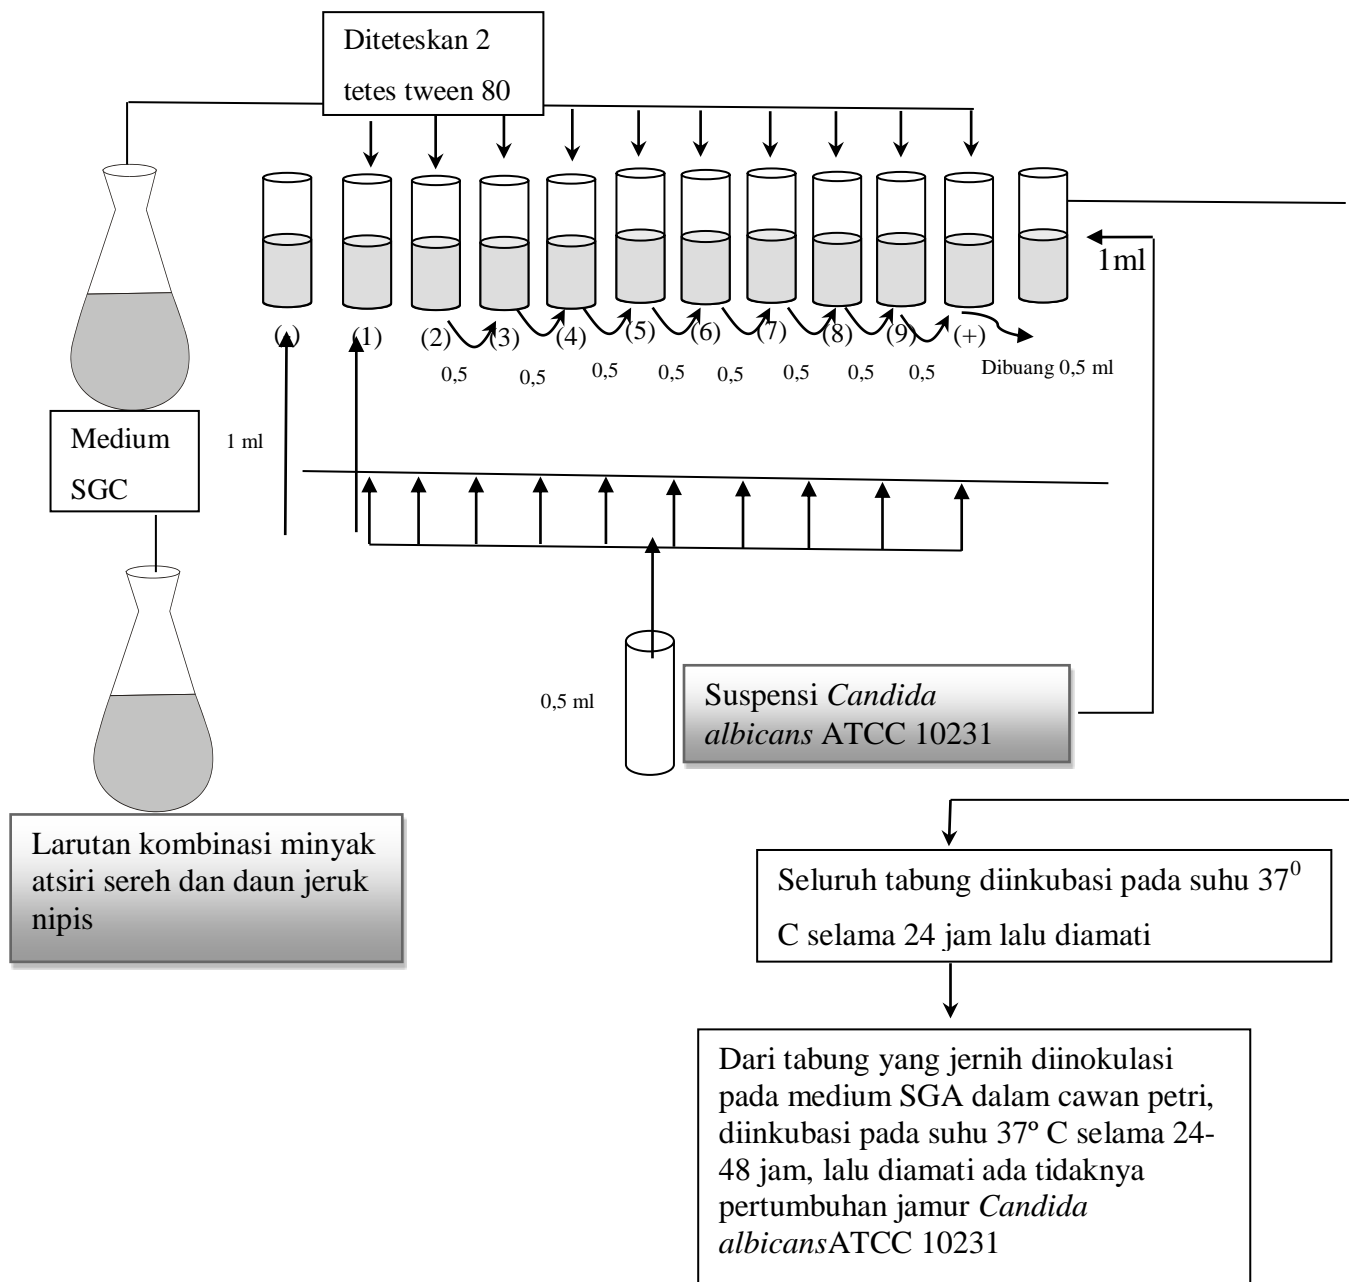 Diteteskan 2
tetes tween 80
(-)
(1)
(2)
(3)
(4)
(5)
(6)
(7)
(8)
(9)
(+)
1ml
0,5
0,5
0,5
0,5
0,5
0,5
0,5
0,5
Dibuang 0,5 ml
Medium
SGC
1 ml
0,5 ml
Suspensi Candida
albicans ATCC 10231
Larutan kombinasi minyak
atsiri sereh dan daun jeruk
nipis
Seluruh tabung diinkubasi pada suhu 37⁰
C selama 24 jam lalu diamati
Dari tabung yang jernih diinokulasi
pada medium SGA dalam cawan petri,
diinkubasi pada suhu 37º C selama 24-
48 jam, lalu diamati ada tidaknya
pertumbuhan jamur Candida
albicansATCC 10231